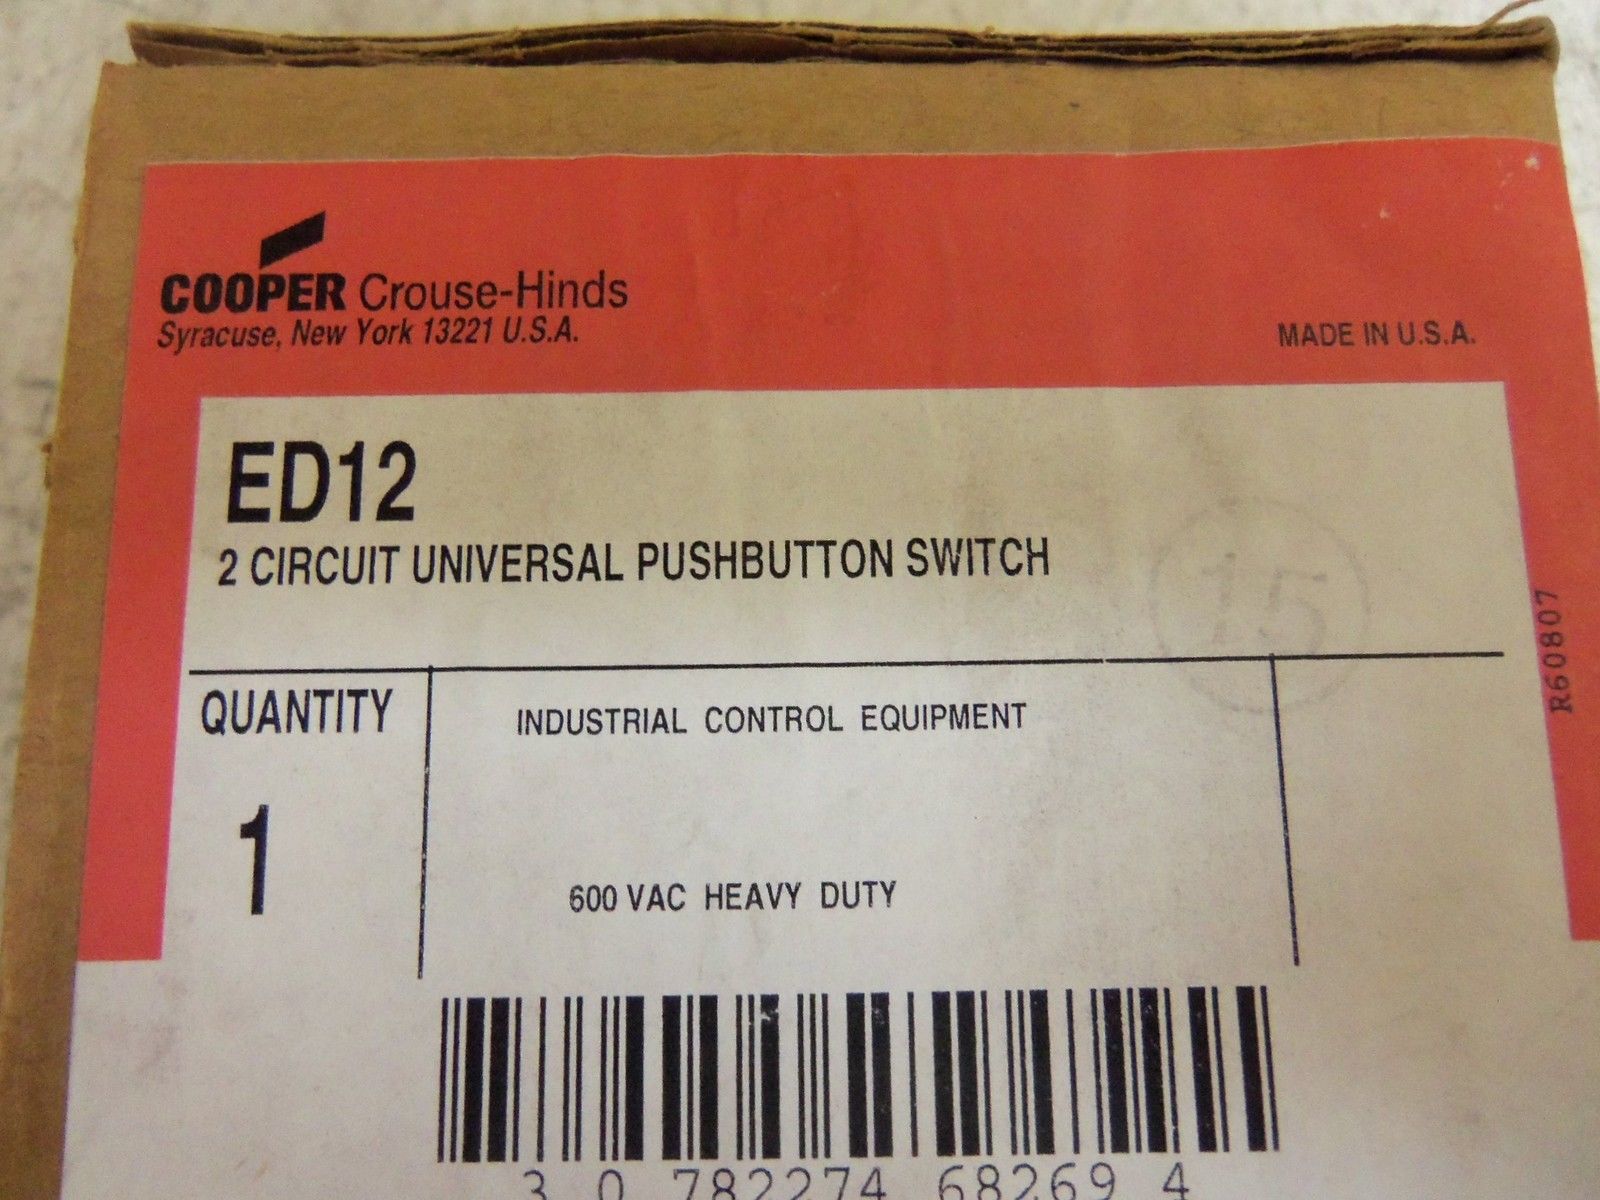 COOPER Crouse-Hinds
Syracuse, New York 13221 U.S.A.
MADE IN U.S.A.
ED12
2 CIRCUIT UNIVERSAL PUSHBUTTON SWITCH
R60807
QUANTITY
INDUSTRIAL CONTROL EQUIPMENT
1
600 VAC HEAVY DUTY
3 0 782274 68269 4